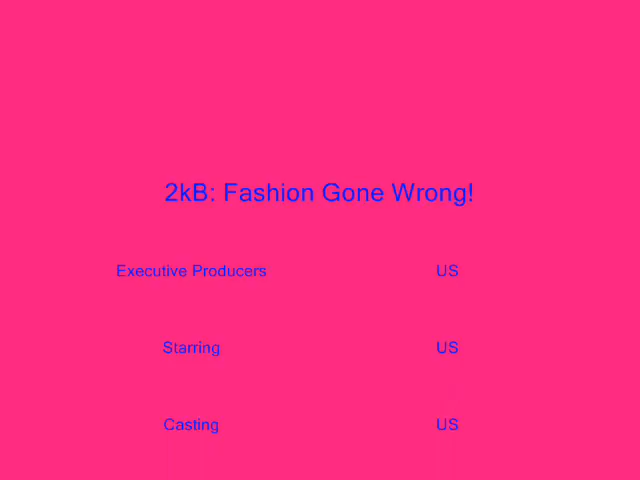 2kB: Fashion Gone Wrong!
Executive Producers US
Starring US
Casting US